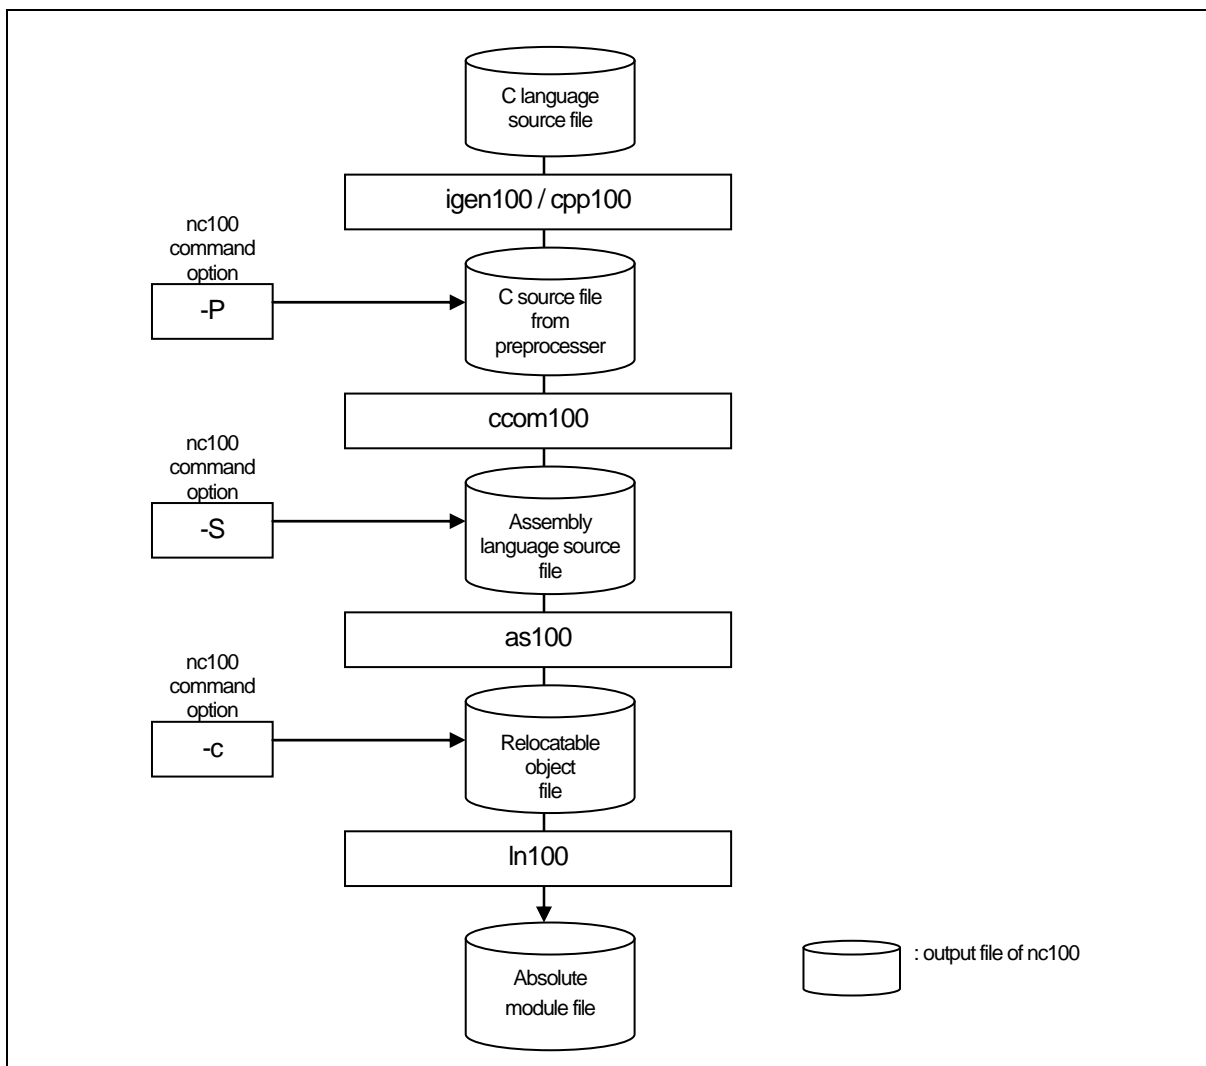 C language
source file
igen100 / cpp100
nc100
command
option
-P
C source file
from
preprocesser
ccom100
nc100
command
option
-S
Assembly
language source
file
as100
nc100
command
option
-c
Relocatable
object
file
ln100
Absolute
module file
: output file of nc100